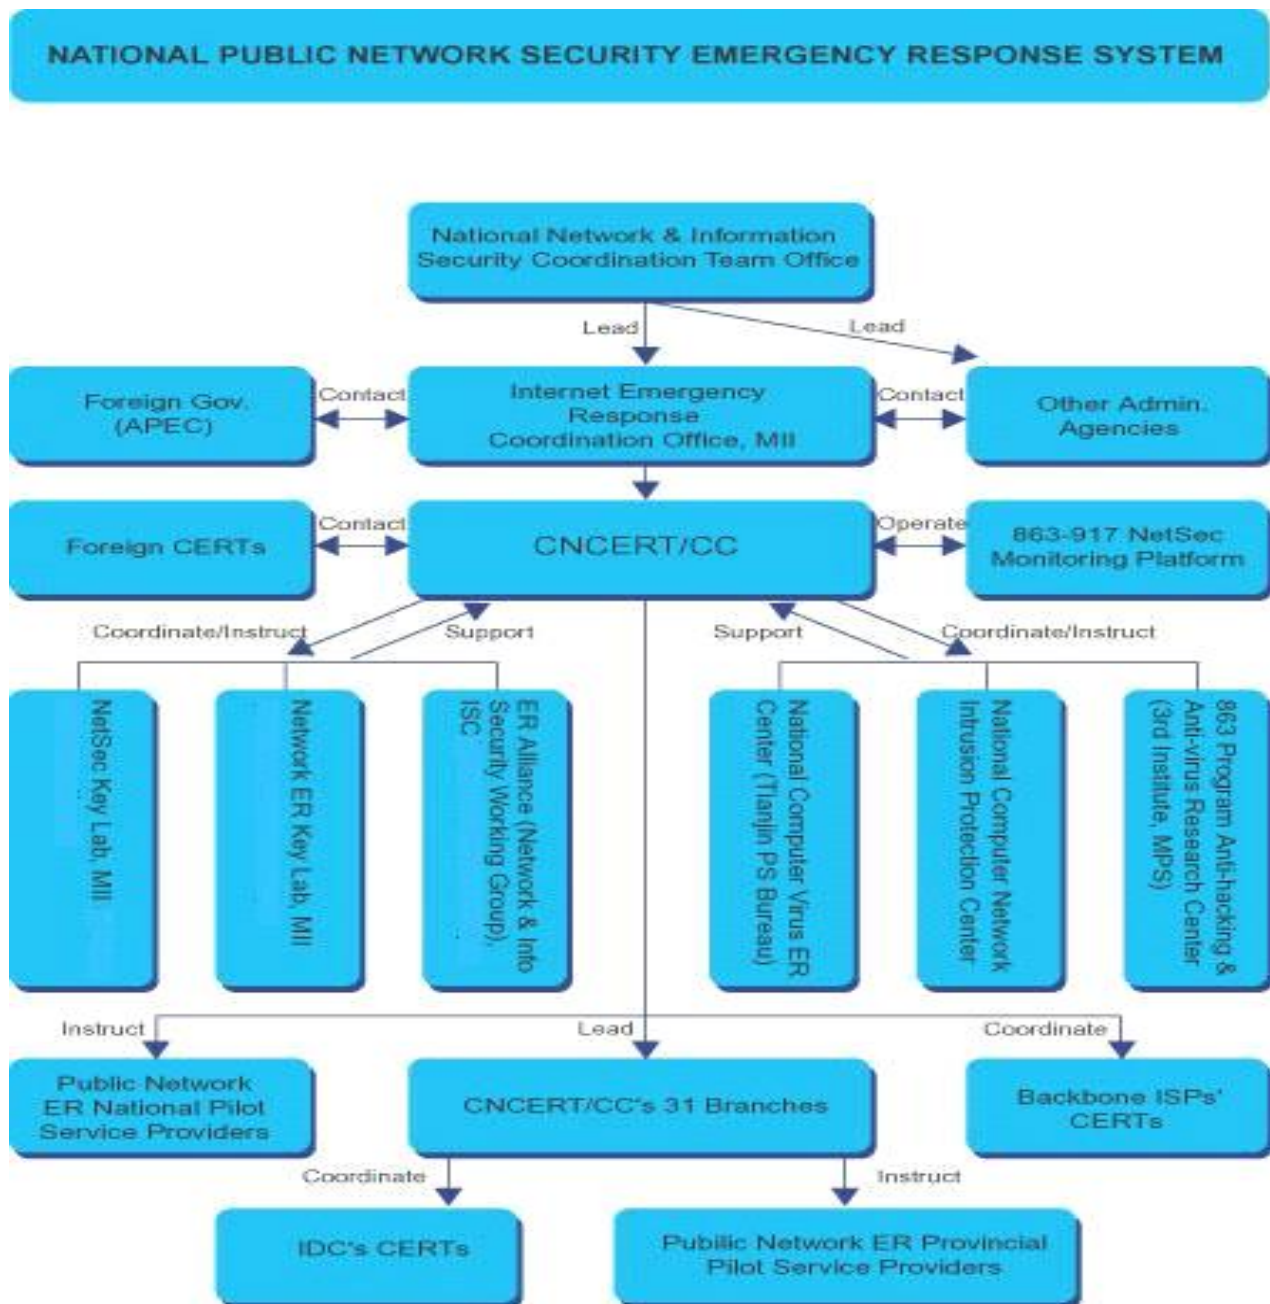 NATIONAL PUBLIC NETWORK SECURITY EMERGENCY RESPONSE SYSTEM
National Network & Information
Security Coordination Team Office
Lead
Lead
Foreign Gov.
(APEC)
Contact
Internet Emergency
Response
Coordination Office, MII
Contact
Other Admin.
Agencies
Foreign CERTs
Contact
CNCERT/CC
Operate
863-917 NetSec
Monitoring Platform
Coordinate/Instruct
Support
Support
Coordinate/Instruct
NetSec Key Lab, MII
Network ER Key Lab, MII
ER Alliance (Network & Info
Security Working Group),
ISC
National Computer Virus ER
Center (Tianjin PS Bureau)
National Computer Network
Intrusion Protection Center
863 Program Anti-hacking &
Anti-virus Research Center
(3rd Institute, MPS)
Instruct
Lead
Coordinate
Public Network
ER National Pilot
Service Providers
CNCERT/CC's 31 Branches
Backbone ISPs'
CERTs
Coordinate
Instruct
IDC's CERTs
Pubilic Network ER Provincial
Pilot Service Providers